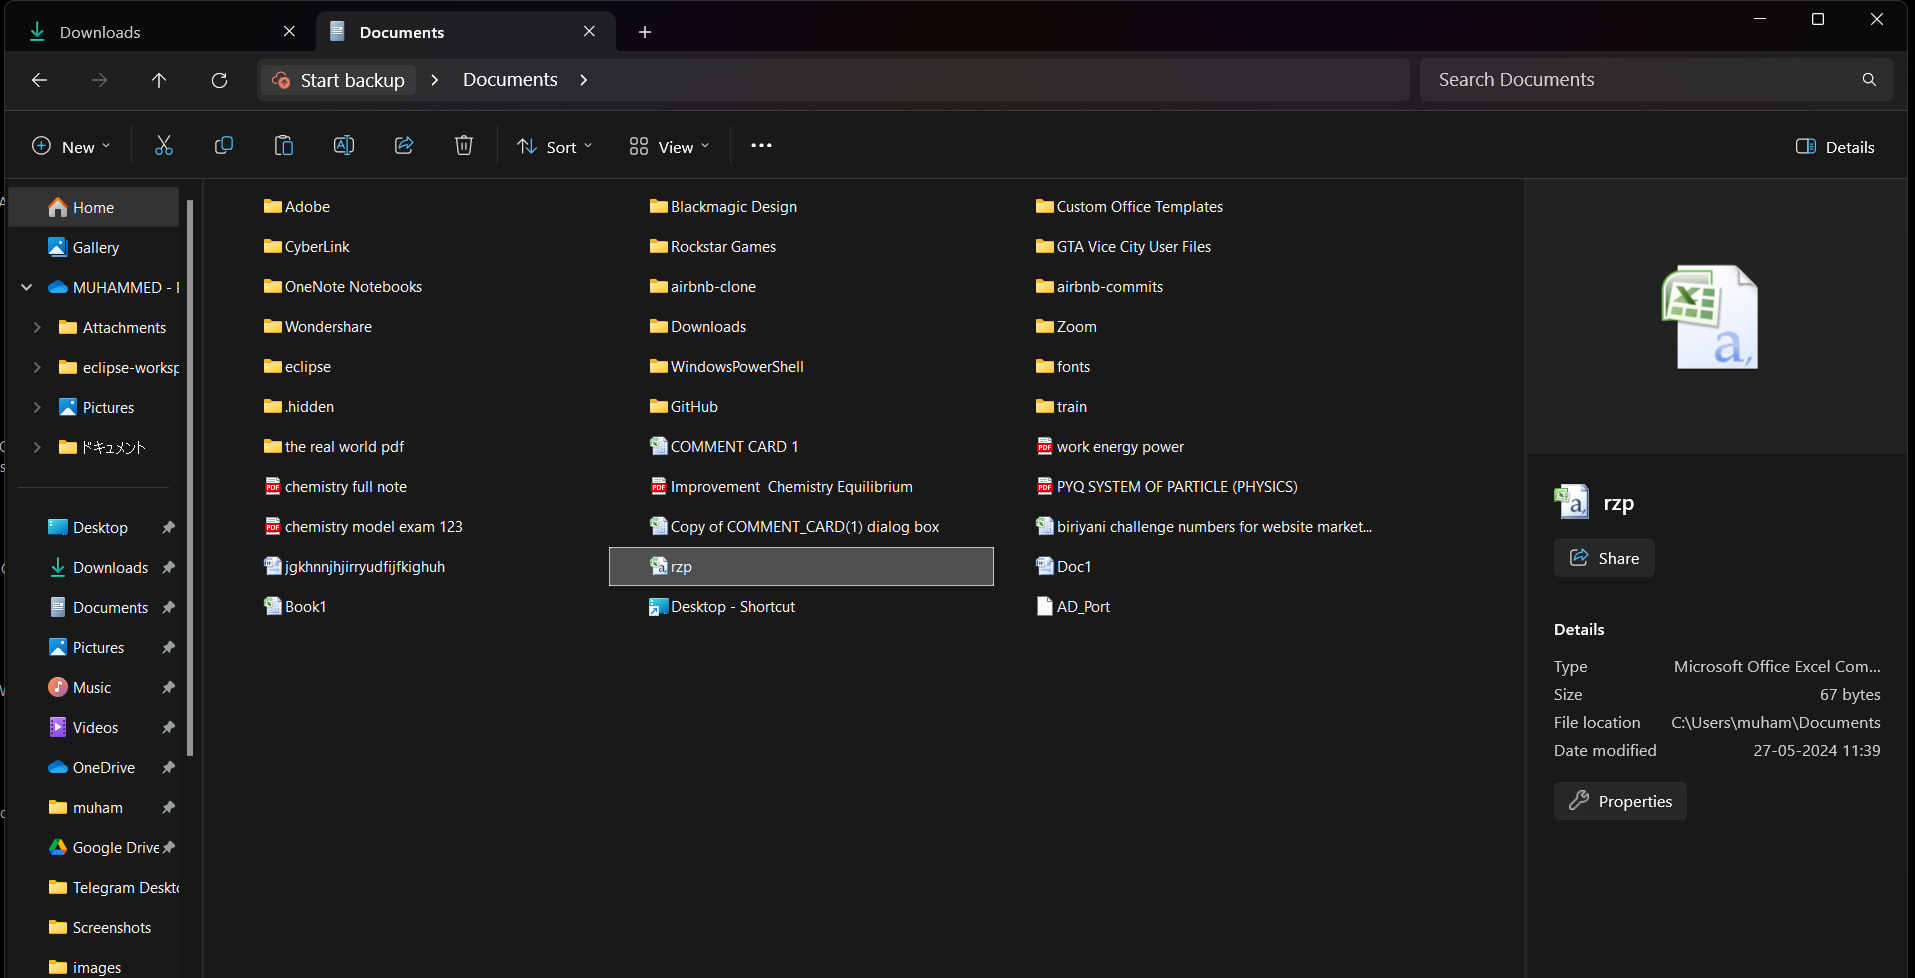 Downloads
Documents
Start backup
Documents
Search Documents
New
Sort
View
Details
Home
Gallery
MUHAMMED - 
Attachments
eclipse-worksp
Pictures
ドキュメント
Desktop
Downloads
Documents
Pictures
Music
Videos
OneDrive
muham
Google Drive
Telegram Deskto
Screenshots
images
Adobe
Blackmagic Design
Custom Office Templates
CyberLink
Rockstar Games
GTA Vice City User Files
OneNote Notebooks
airbnb-clone
airbnb-commits
Wondershare
Downloads
Zoom
eclipse
WindowsPowerShell
fonts
.hidden
GitHub
train
the real world pdf
COMMENT CARD 1
work energy power
chemistry full note
Improvement  Chemistry Equilibrium
PYQ SYSTEM OF PARTICLE (PHYSICS)
chemistry model exam 123
Copy of COMMENT_CARD(1) dialog box
biriyani challenge numbers for website market...
jgkhnnjhjirryudfijfkighuh
rzp
Doc1
Book1
Desktop - Shortcut
AD_Port
rzp
Share
Details
Type Microsoft Office Excel Com...
Size 67 bytes
File location C:\Users\muham\Documents
Date modified 27-05-2024 11:39
Properties